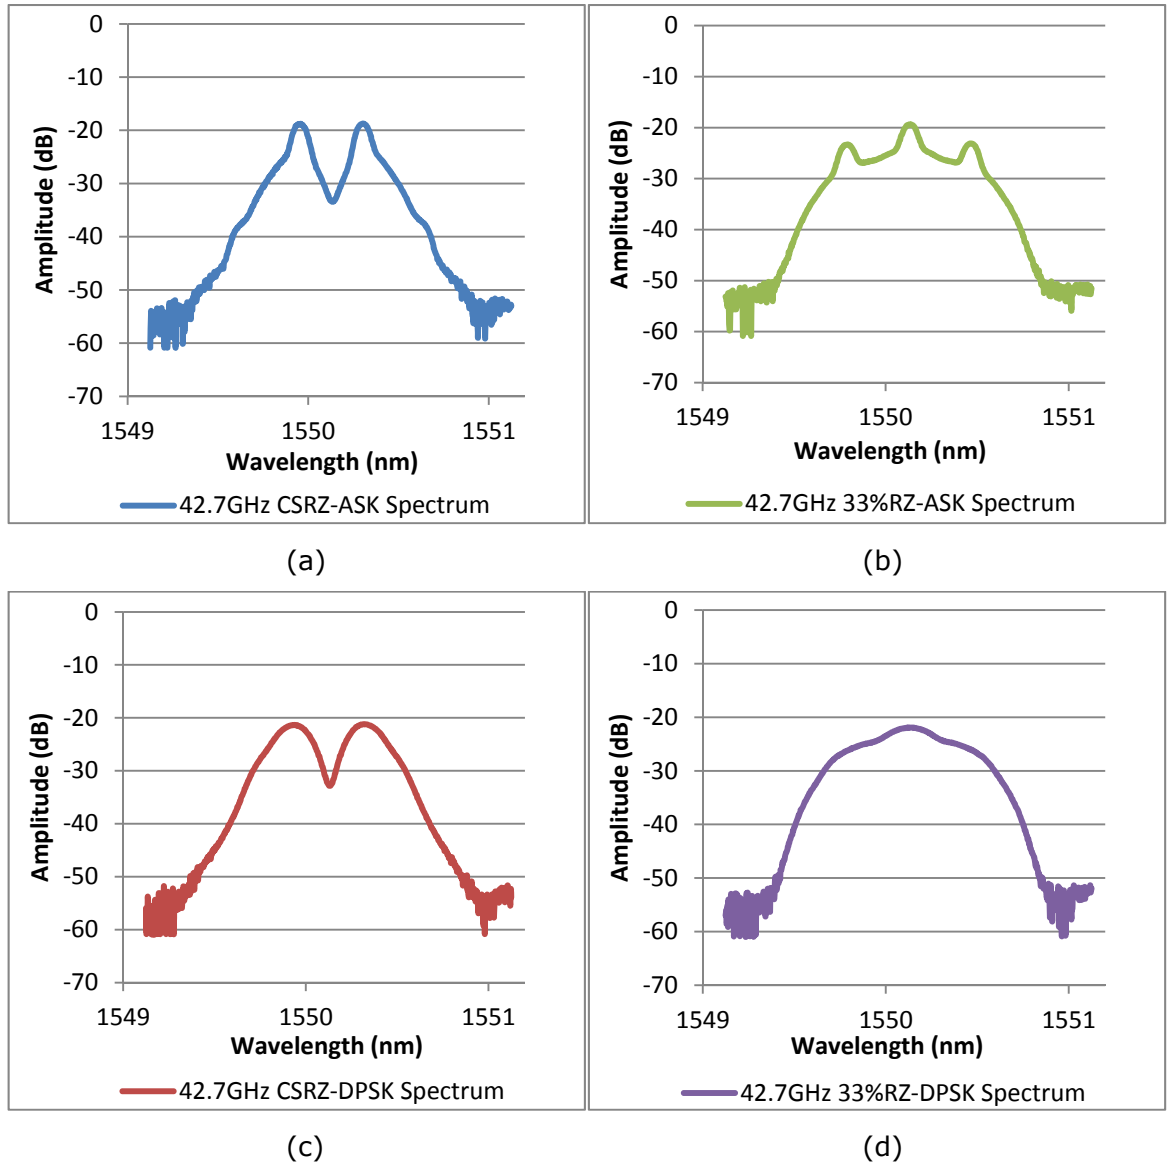 0
-10
-20
-30
-40
-50
-60
-70
Amplitude (dB)
1549 1550 1551
Wavelength (nm)
42.7GHz CSRZ-ASK Spectrum
(a)
0
-10
-20
-30
-40
-50
-60
-70
Amplitude (dB)
1549 1550 1551
Wavelength (nm)
42.7GHz 33%RZ-ASK Spectrum
(b)
0
-10
-20
-30
-40
-50
-60
-70
Amplitude (dB)
1549 1550 1551
Wavelength (nm)
42.7GHz CSRZ-DPSK Spectrum
(c)
0
-10
-20
-30
-40
-50
-60
-70
Amplitude (dB)
1549 1550 1551
Wavelength (nm)
42.7GHz 33%RZ-DPSK Spectrum
(d)